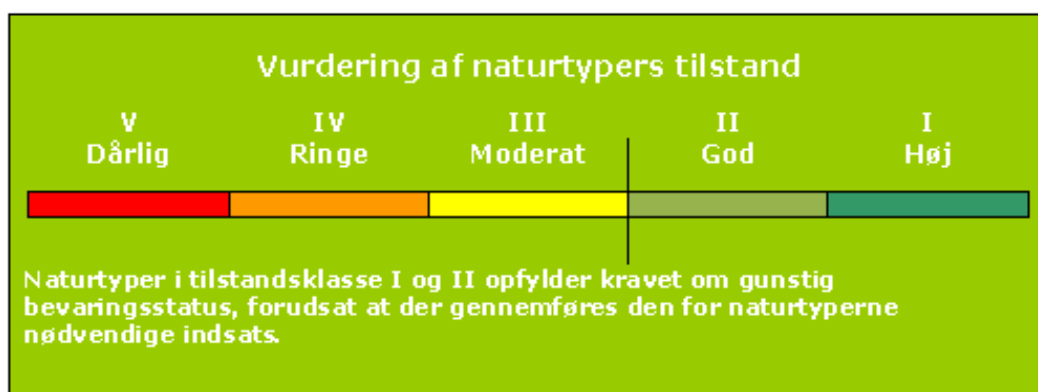 Vurdering af naturtypers tilstand
V IV III II I
Dårlig Ringe Moderat God Høj
Naturtyper i tilstandsklasse I og II opfylder kravet om gunstig
bevaringsstatus, forudsat at der gennemføres den for naturtyperne
nødvendige indsats.